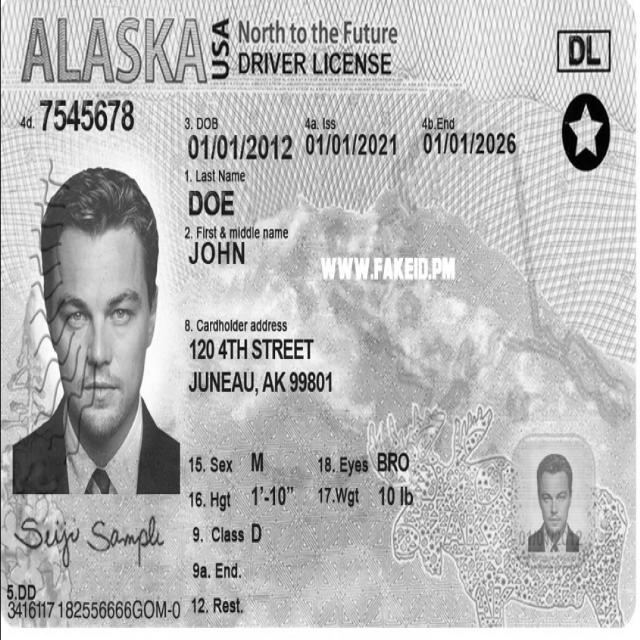 ALASKA USA North to the Future
DRIVER LICENSE
DL
4d. 7545678
3. DOB 4a. Iss 4b.End
01/01/2012 01/01/2021 01/01/2026
1. Last Name
DOE
2. First & middle name
JOHN
WWW.FAKEID.PM
8. Cardholder address
120 4TH STREET
JUNEAU, AK 99801
15. Sex M 18. Eyes BRO
16. Hgt 1'-10" 17.Wgt 10 lb
Seiji Sample
9. Class D
9a. End.
5.DD
3416117182556666GOM-0
12. Rest.